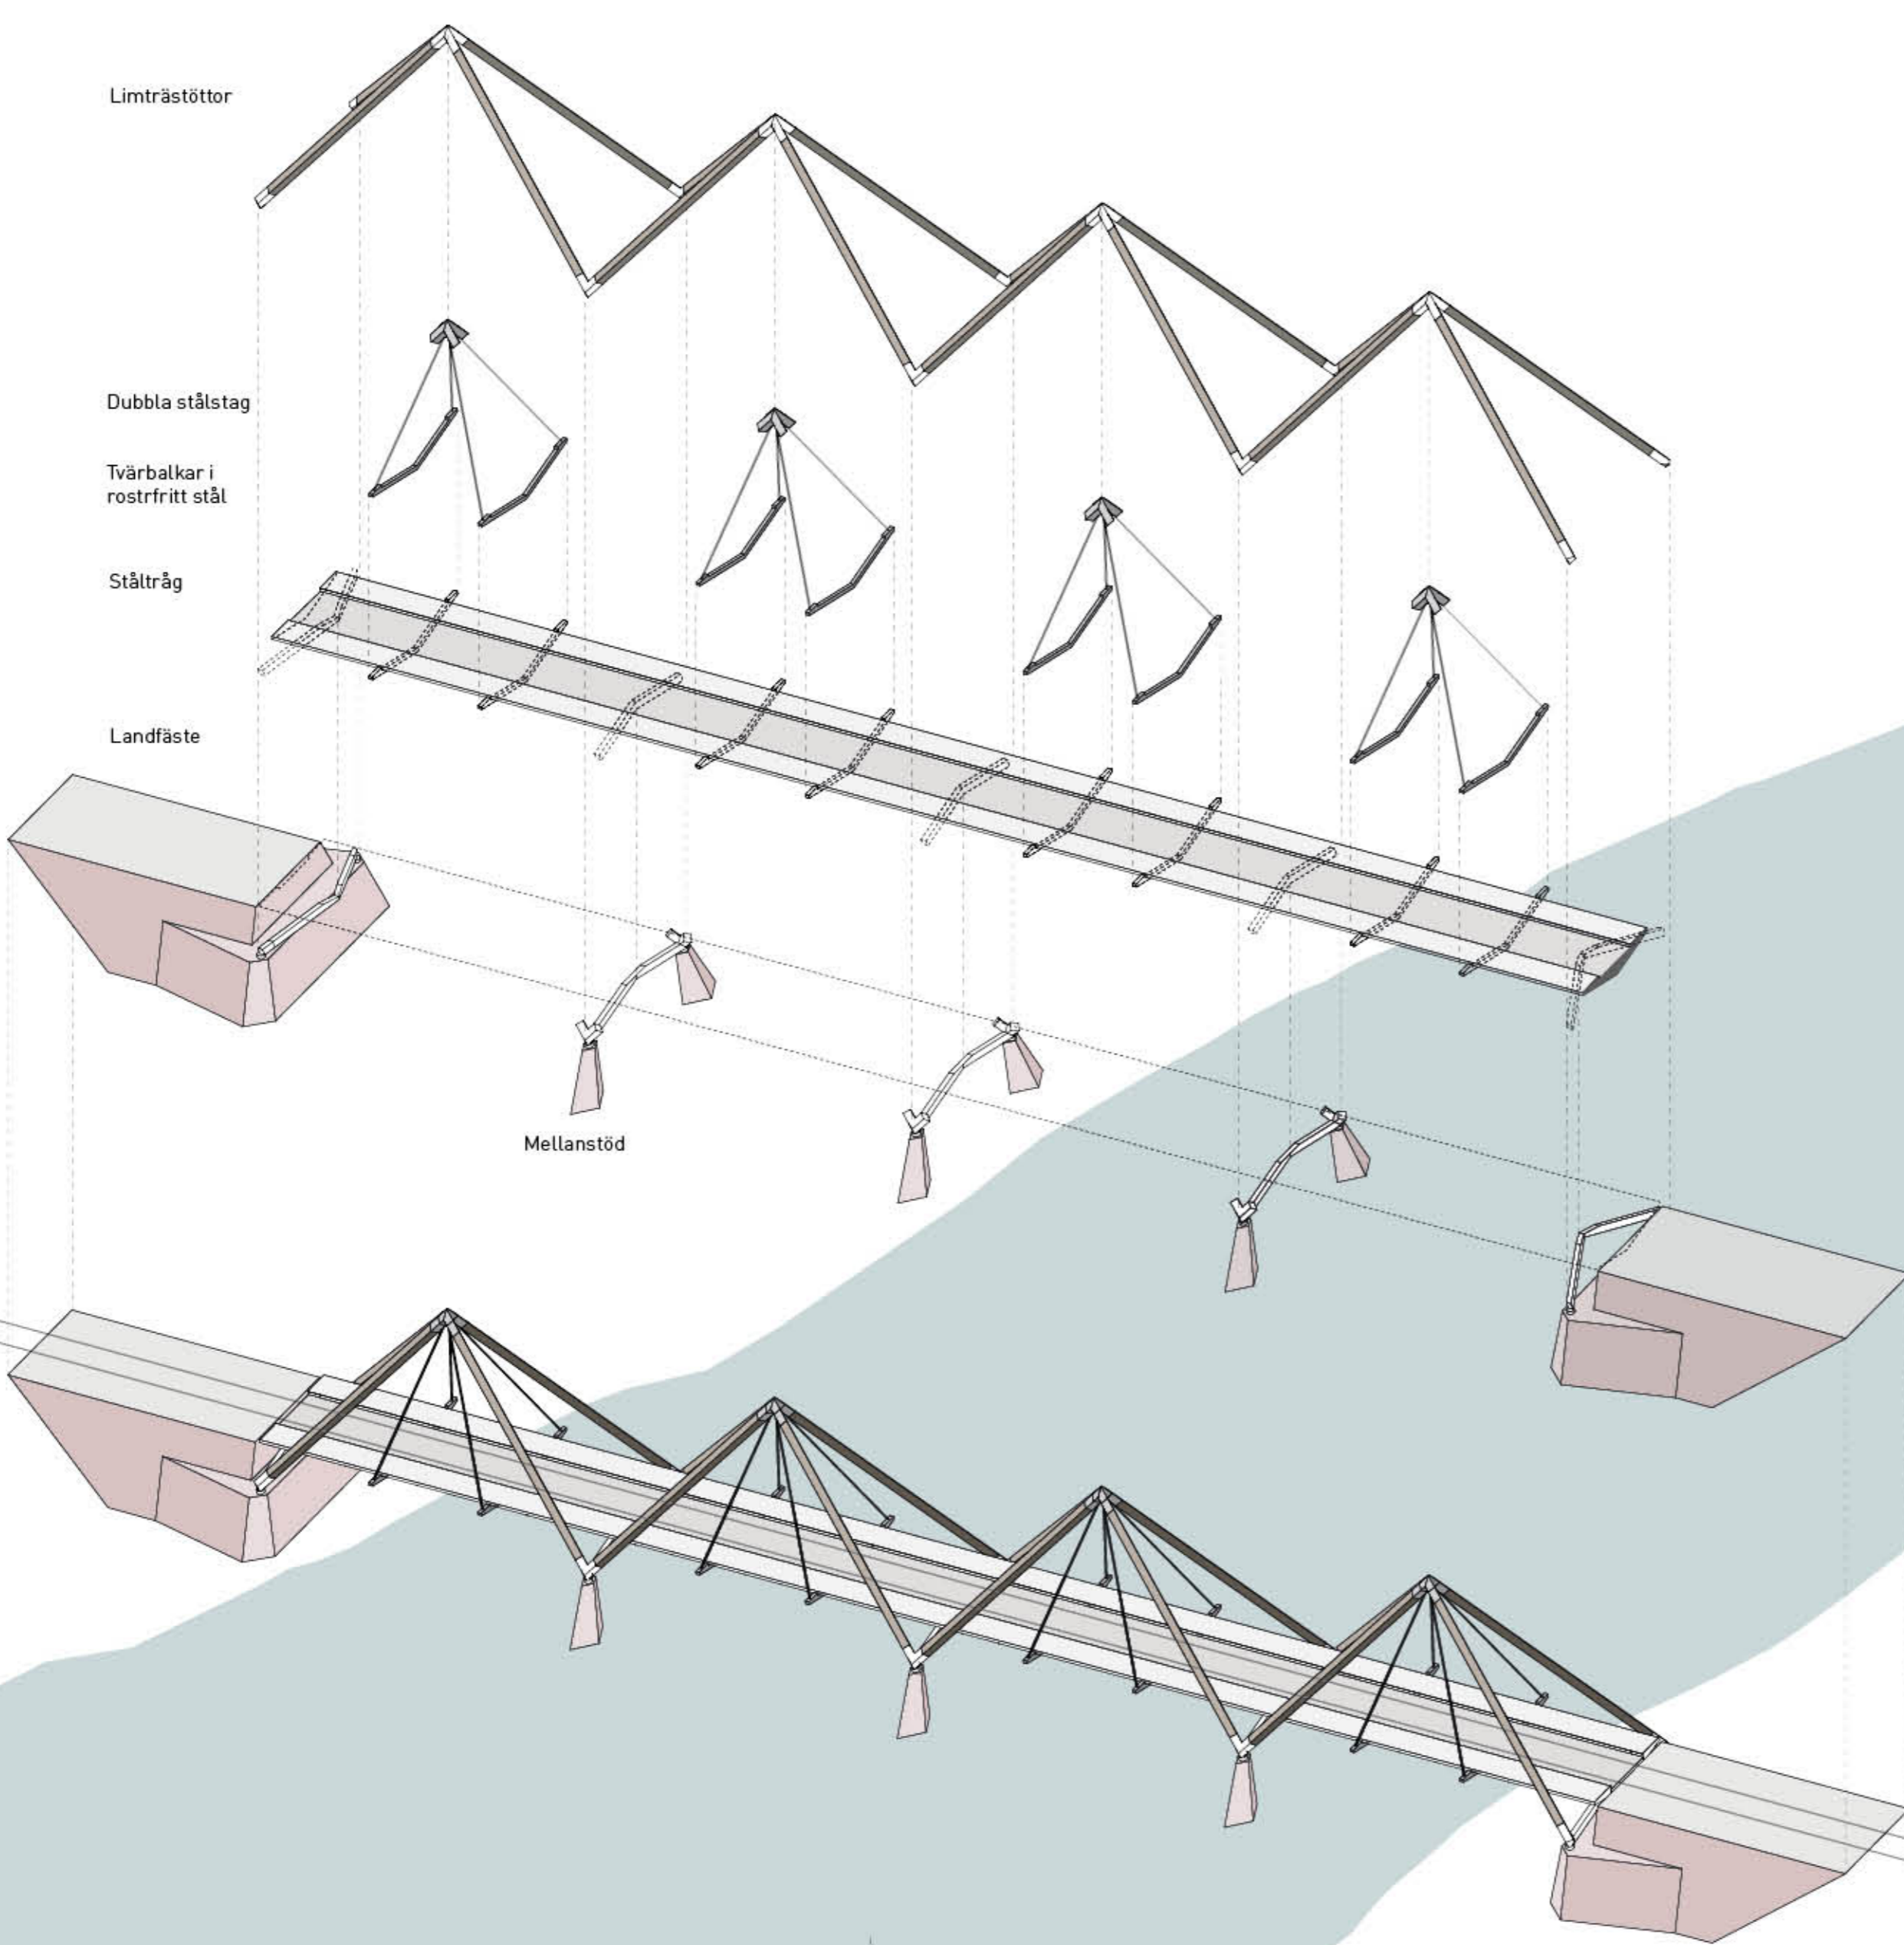 Limträstöttor
Dubbla stålstag
Tvärbalkar i
rostrfritt stål
Ståltråg
Landfäste
Mellanstöd